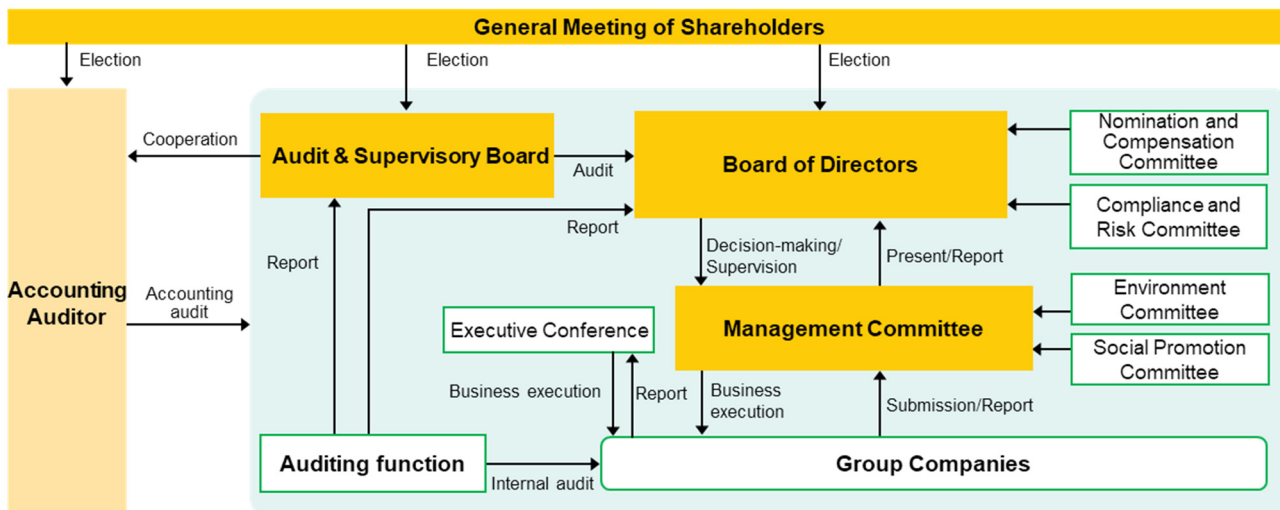 General Meeting of Shareholders
Election
Election
Election
Cooperation
Audit & Supervisory Board
Audit
Board of Directors
Nomination and
Compensation
Committee
Compliance and
Risk Committee
Report
Report
Decision-making/
Supervision
Present/Report
Accounting
Auditor
Accounting
audit
Executive Conference
Management Committee
Environment
Committee
Social Promotion
Committee
Business execution
Report
Business
execution
Submission/Report
Auditing function
Internal audit
Group Companies